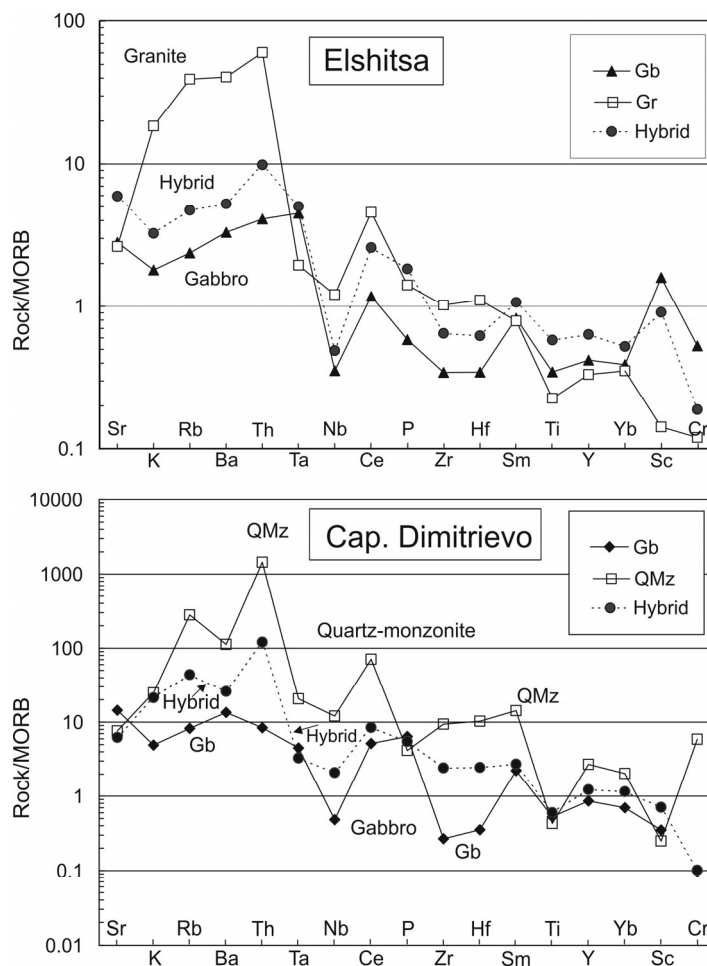 100
10
1
0.1
Rock/MORB
Elshitsa
Gb
Gr
Hybrid
Granite
Hybrid
Gabbro
Sr Rb Th Nb P Hf Ti Yb Cr
K Ba Ta Ce Zr Sm Y Sc
10000
1000
100
10
1
0.1
0.01
Rock/MORB
Cap. Dimitrievo
Gb
QMz
Hybrid
QMz
Quartz-monzonite
QMz
Hybrid
Hybrid
Gb
Gabbro
Gb
Sr Rb Th Nb P Hf Ti Yb Cr
K Ba Ta Ce Zr Sm Y Sc